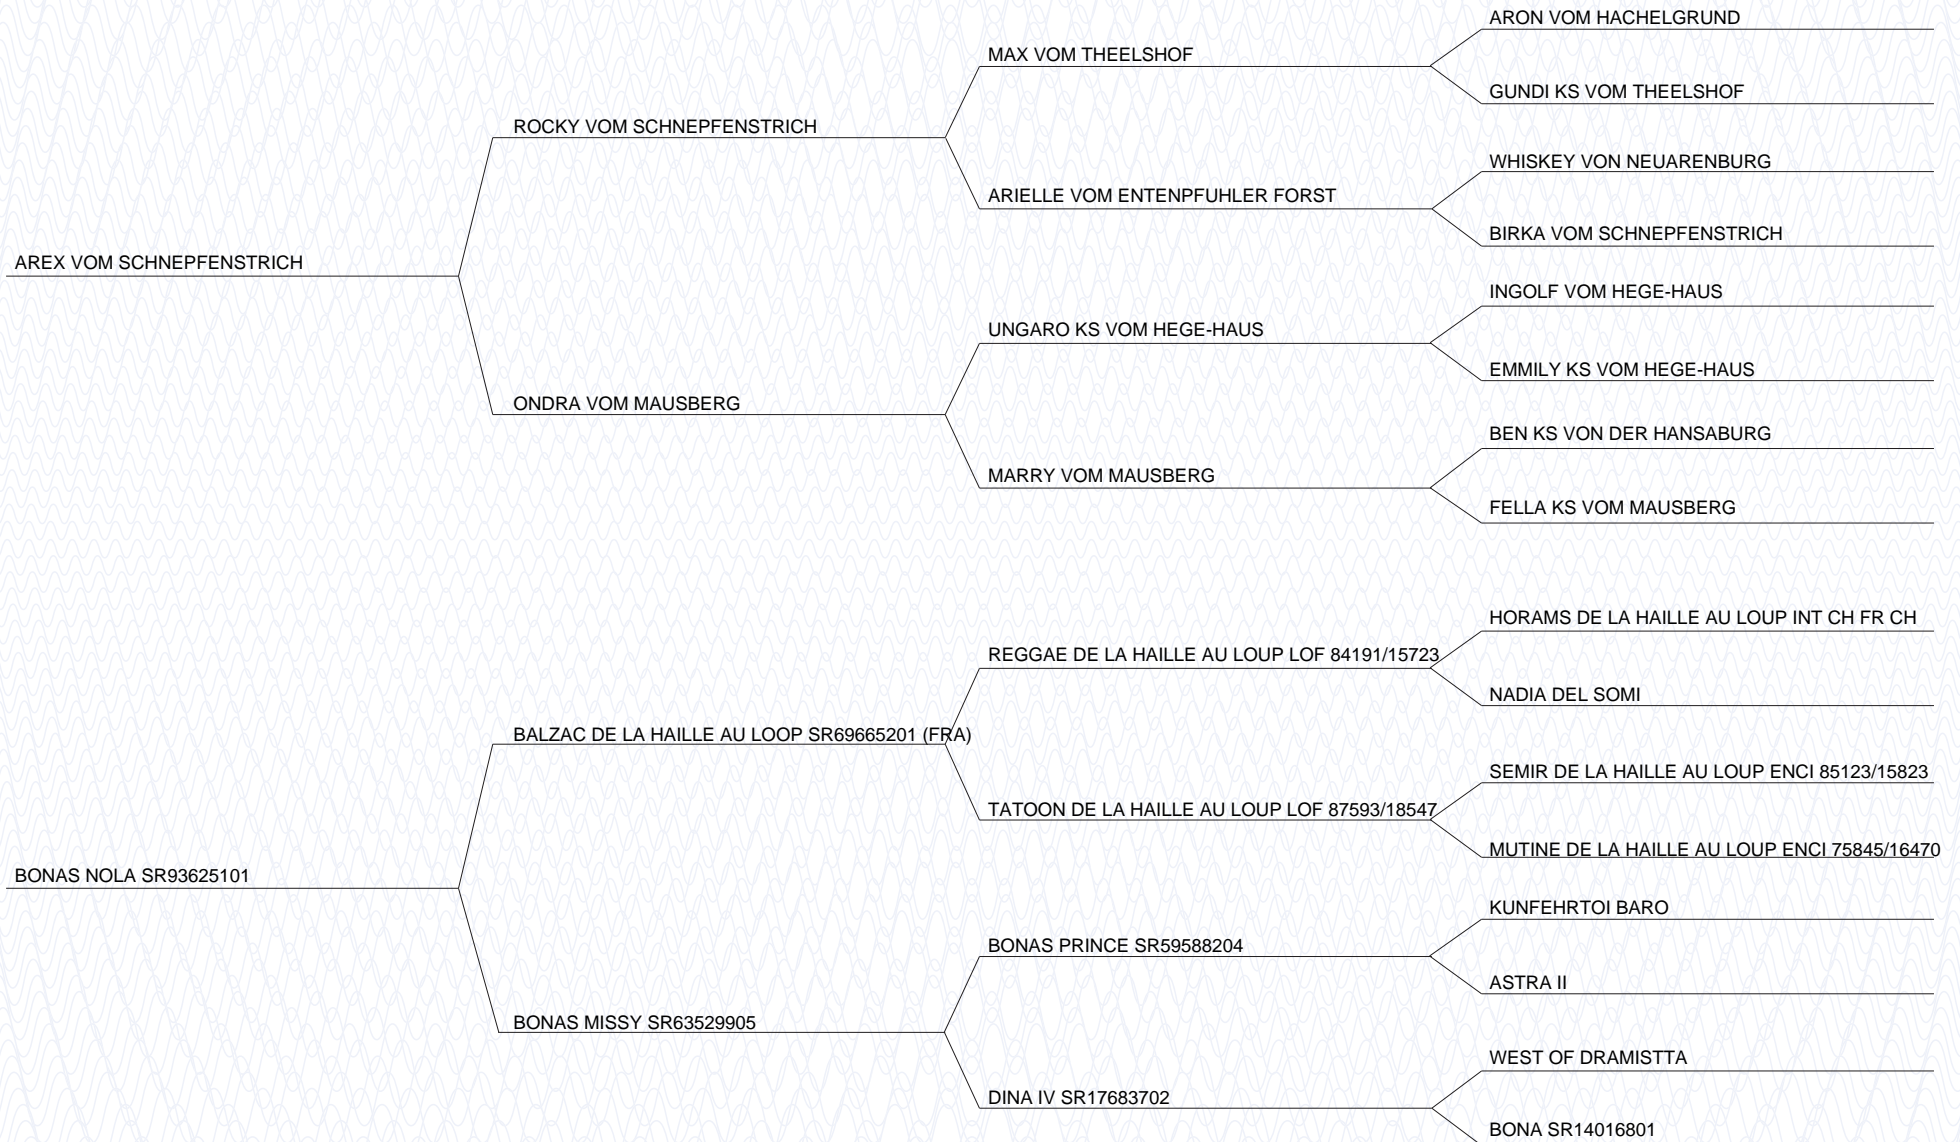 ARON VOM HACHELGRUND
MAX VOM THEELSHOF
GUNDI KS VOM THEELSHOF
ROCKY VOM SCHNEPFENSTRICH
WHISKEY VON NEUARENBURG
ARIELLE VOM ENTENPFUHLER FORST
BIRKA VOM SCHNEPFENSTRICH
AREX VOM SCHNEPFENSTRICH
INGOLF VOM HEGE-HAUS
UNGARO KS VOM HEGE-HAUS
EMMILY KS VOM HEGE-HAUS
ONDRA VOM MAUSBERG
BEN KS VON DER HANSABURG
MARRY VOM MAUSBERG
FELLA KS VOM MAUSBERG
HORAMS DE LA HAILLE AU LOUP INT CH FR CH
REGGAE DE LA HAILLE AU LOUP LOF 84191/15723
NADIA DEL SOMI
BALZAC DE LA HAILLE AU LOOP SR69665201 (FRA)
SEMIR DE LA HAILLE AU LOUP ENCI 85123/15823
TATOON DE LA HAILLE AU LOUP LOF 87593/18547
MUTINE DE LA HAILLE AU LOUP ENCI 75845/16470
BONAS NOLA SR93625101
KUNFEHRTOI BARO
BONAS PRINCE SR59588204
ASTRA II
BONAS MISSY SR63529905
WEST OF DRAMISTTA
DINA IV SR17683702
BONA SR14016801